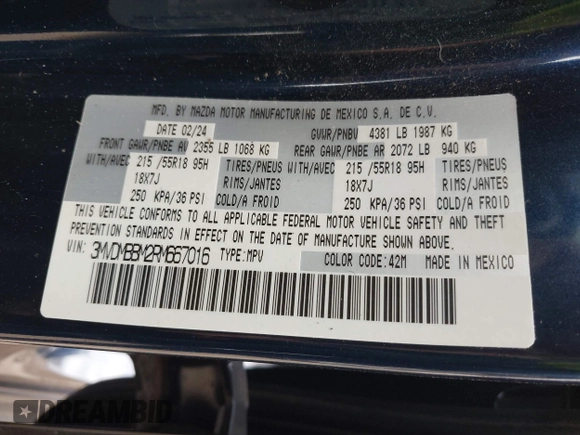 MFD. BY MAZDA MOTOR MANUFACTURING DE MEXICO S.A. DE C.V.
DATE 02/24 GVWR/PNBV 4381 LB 1987 KG
FRONT GAWR/PNBE AV 2355 LB 1068 KG REAR GAWR/PNBE AR 2072 LB 940 KG
WITH/AVEC 215 /55R18 95H TIRES/PNEUS WITH/AVEC 215 /55R18 95H TIRES/PNEUS
18X7J RIMS/JANTES 18X7J RIMS/JANTES
250 KPA/36 PSI COLD/A FROID 250 KPA/36 PSI COLD/A FROID
THIS VEHICLE CONFORMS TO ALL APPLICABLE FEDERAL MOTOR VEHICLE SAFETY AND THEFT
PREVENTION STANDARDS IN EFFECT ON THE DATE OF MANUFACTURE SHOWN ABOVE.
VIN: 3MVDMBBM2RM667016 TYPE:MPV COLOR CODE:42M MADE IN MEXICO
DREAMBID